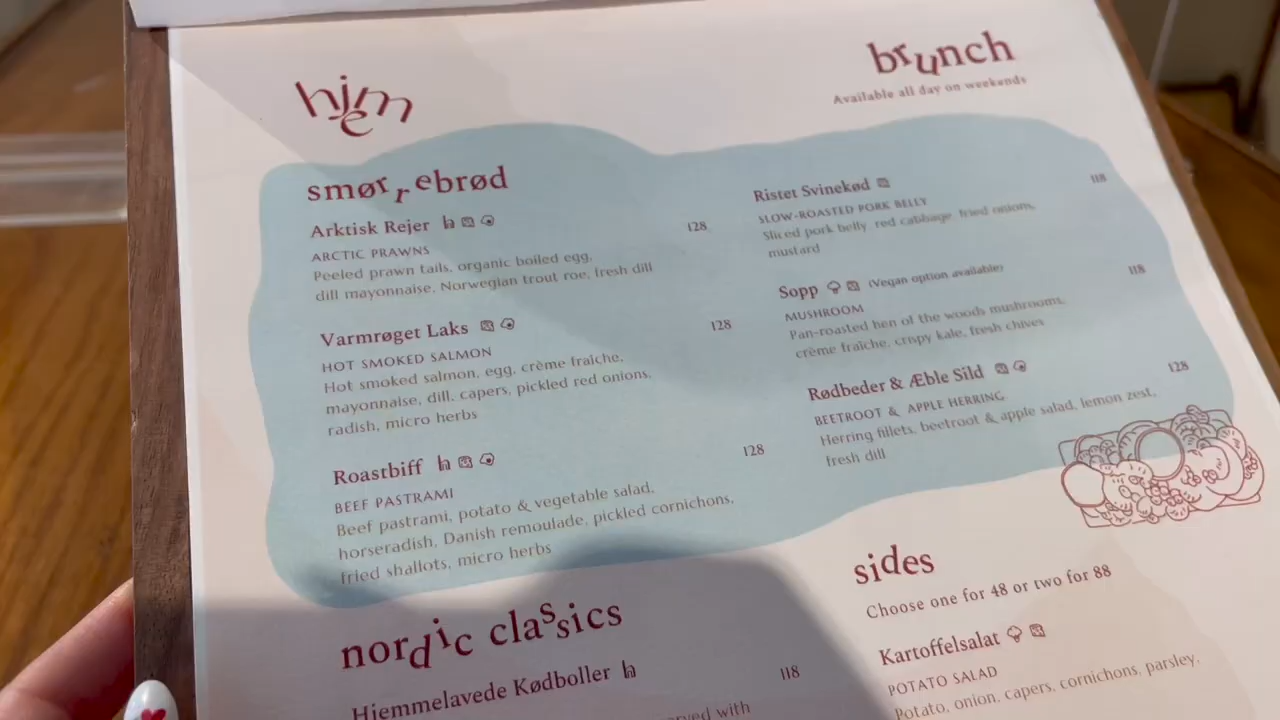 hjem
brunch
Available all day on weekends
smørrebrød
Arktisk Rejer
128
ARCTIC PRAWNS
Peeled prawn tails, organic boiled egg,
dill mayonnaise, Norwegian trout roe, fresh dill
Varmrøget Laks
128
HOT SMOKED SALMON
Hot smoked salmon, egg, crème fraîche,
mayonnaise, dill, capers, pickled red onions,
radish, micro herbs
Roastbiff
128
BEEF PASTRAMI
Beef pastrami, potato & vegetable salad,
horseradish, Danish remoulade, pickled cornichons,
fried shallots, micro herbs
Ristet Svinekød
118
SLOW-ROASTED PORK BELLY
Sliced pork belly, red cabbage, fried onions,
mustard
Sopp (Vegan option available)
118
MUSHROOM
Pan-roasted hen of the woods mushrooms,
crème fraîche, crispy kale, fresh chives
Rødbeder & Æble Sild
128
BEETROOT & APPLE HERRING
Herring fillets, beetroot & apple salad, lemon zest,
fresh dill
nordic classics
Hjemmelavede Kødboller
118
with
sides
Choose one for 48 or two for 88
Kartoffelsalat
POTATO SALAD
Potato, onion, capers, cornichons, parsley,